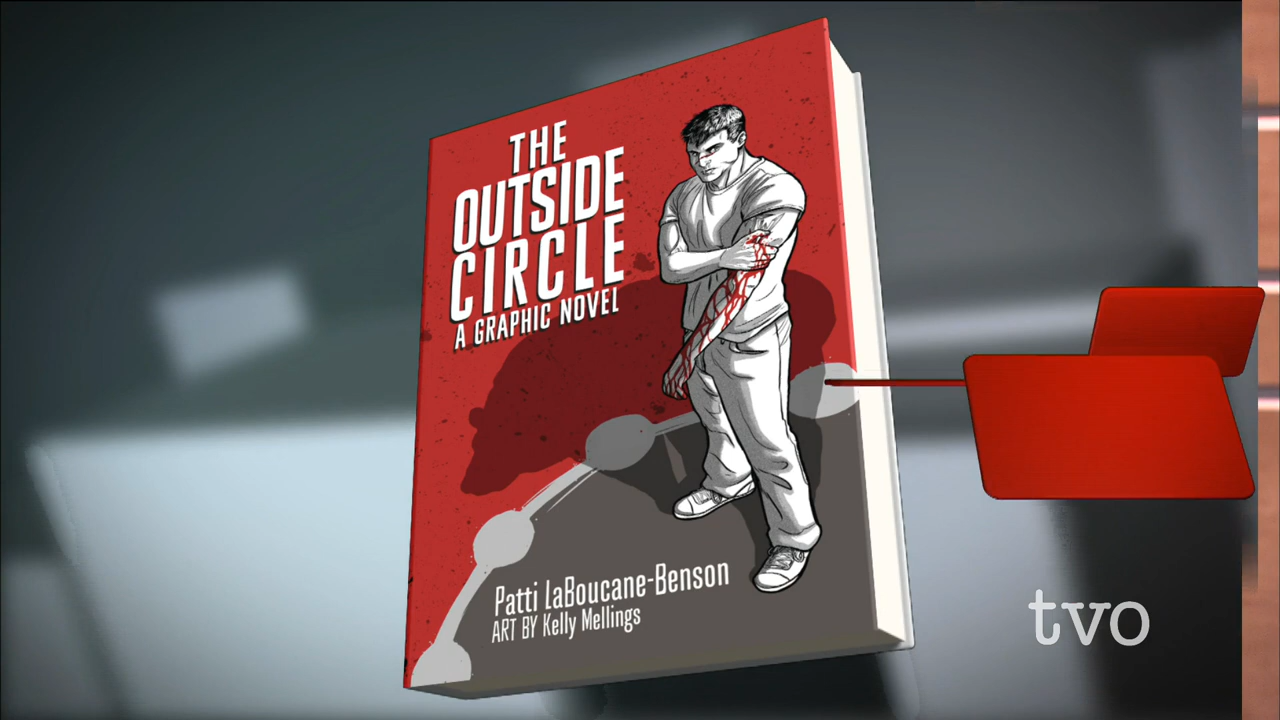 THE
OUTSIDE
CIRCLE
A GRAPHIC NOVEL
Patti LaBoucane-Benson
ART BY Kelly Mellings
tvo